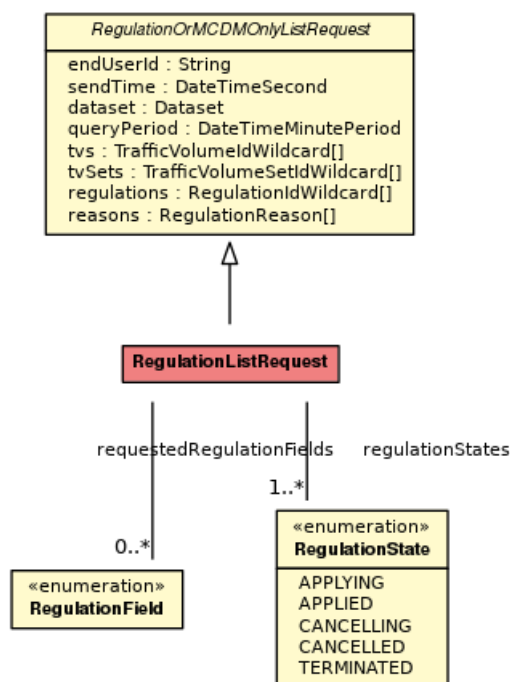 RegulationOrMCDMOnlyListRequest
endUserId : String
sendTime : DateTimeSecond
dataset : Dataset
queryPeriod : DateTimeMinutePeriod
tvs : TrafficVolumeIdWildcard[]
tvSets : TrafficVolumeSetIdWildcard[]
regulations : RegulationIdWildcard[]
reasons : RegulationReason[]
RegulationListRequest
requestedRegulationFields regulationStates
1..*
0..*
«enumeration»
RegulationState
APPLYING
APPLIED
CANCELLING
CANCELLED
TERMINATED
«enumeration»
RegulationField